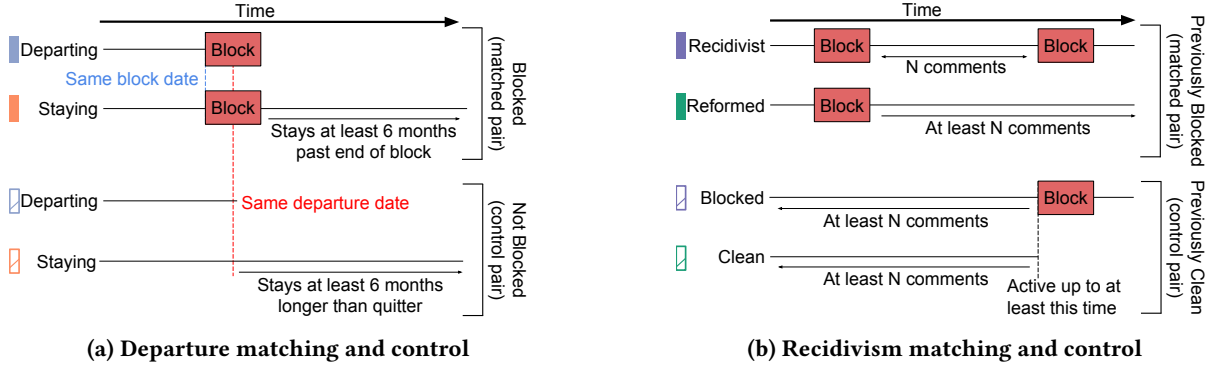 Time
Departing
Block
Same block date
Staying
Block
Stays at least 6 months
past end of block
Blocked
(matched pair)
Departing
Same departure date
Staying
Stays at least 6 months
longer than quitter
Not Blocked
(control pair)
(a) Departure matching and control
Time
Recidivist
Block
Block
N comments
Reformed
Block
At least N comments
Previously Blocked
(matched pair)
Blocked
Block
At least N comments
Clean
At least N comments
Active up to at
least this time
Previously Clean
(control pair)
(b) Recidivism matching and control